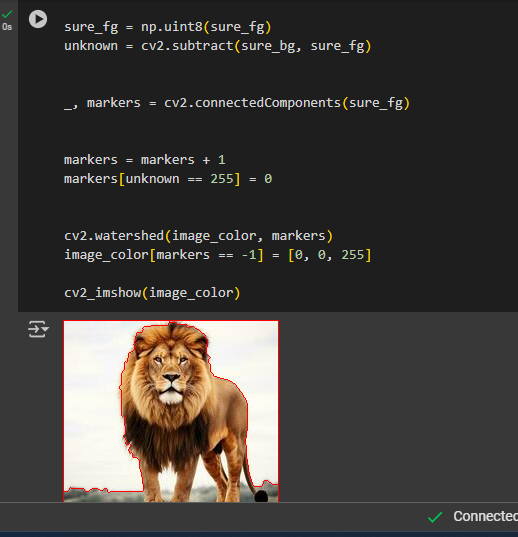 0s
sure_fg = np.uint8(sure_fg)
unknown = cv2.subtract(sure_bg, sure_fg)
_, markers = cv2.connectedComponents(sure_fg)
markers = markers + 1
markers[unknown == 255] = 0
cv2.watershed(image_color, markers)
image_color[markers == -1] = [0, 0, 255]
cv2_imshow(image_color)
Connected